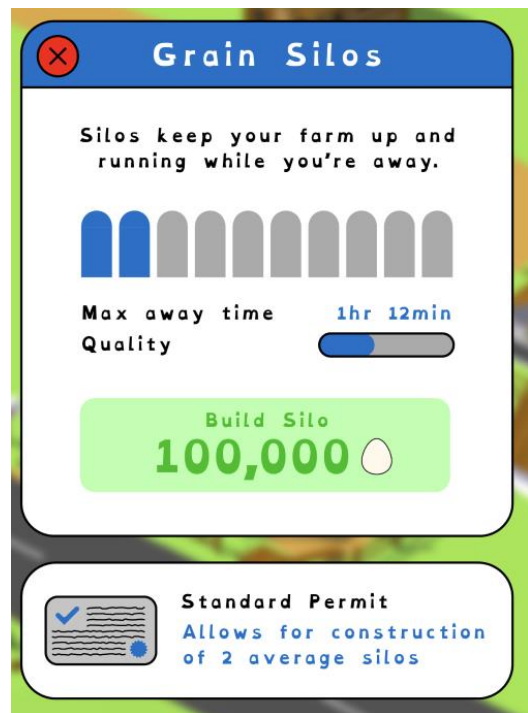 Grain Silos
Silos keep your farm up and
running while you're away.
Max away time 1hr 12min
Quality
Build Silo
100,000
Standard Permit
Allows for construction
of 2 average silos